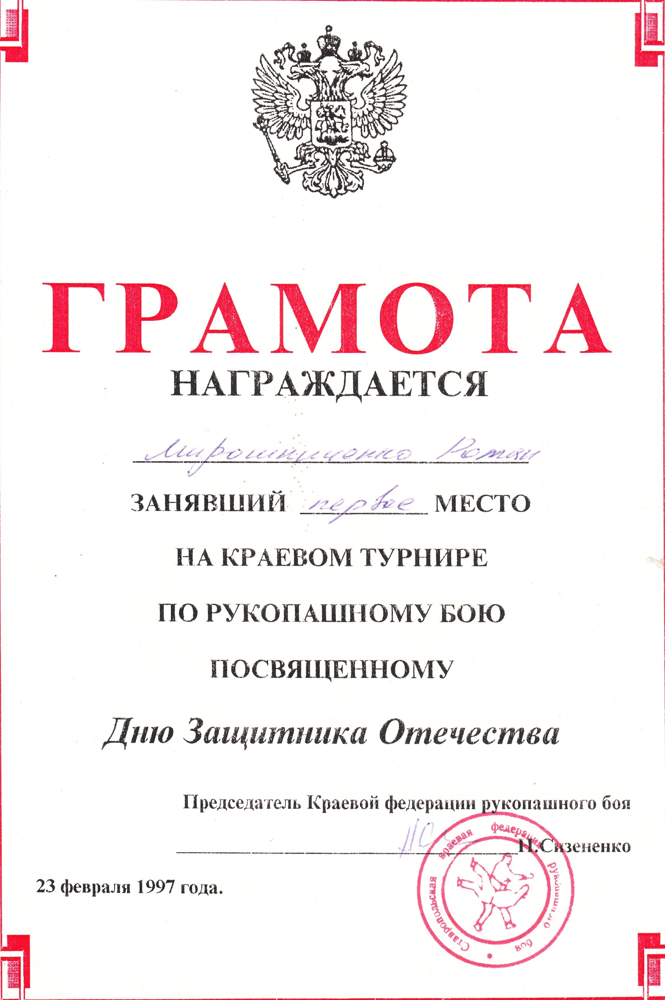 ГРАМОТА
НАГРАЖДАЕТСЯ
Мирошниченко Роман
ЗАНЯВШИЙ первое МЕСТО
НА КРАЕВОМ ТУРНИРЕ
ПО РУКОПАШНОМУ БОЮ
ПОСВЯЩЕННОМУ
Дню Защитника Отечества
Председатель Краевой федерации рукопашного боя
Н.Сизененко
Ставропольская краевая федерация рукопашного боя
23 февраля 1997 года.